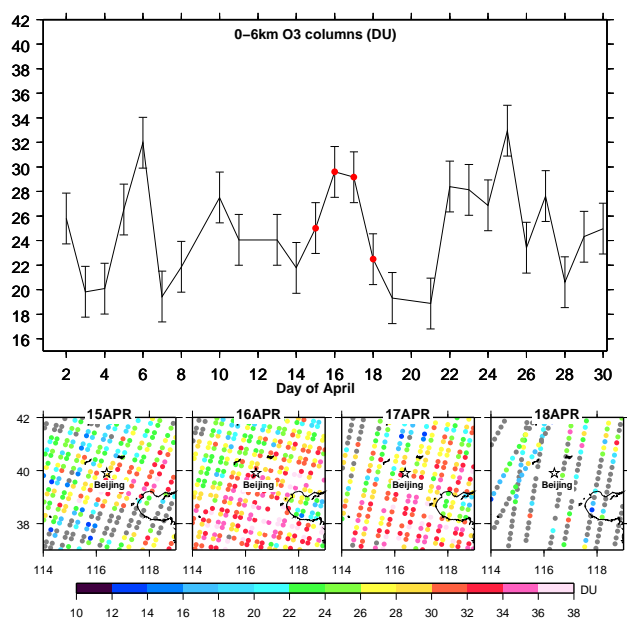 0–6km O3 columns (DU)
42
40
38
36
34
32
30
28
26
24
22
20
18
16
2 4 6 8 10 12 14 16 18 20 22 24 26 28 30
Day of April
15APR 16APR 17APR 18APR
42
40
38
Beijing Beijing Beijing Beijing
114 116 118 114 116 118 114 116 118 114 116 118
DU
10 12 14 16 18 20 22 24 26 28 30 32 34 36 38